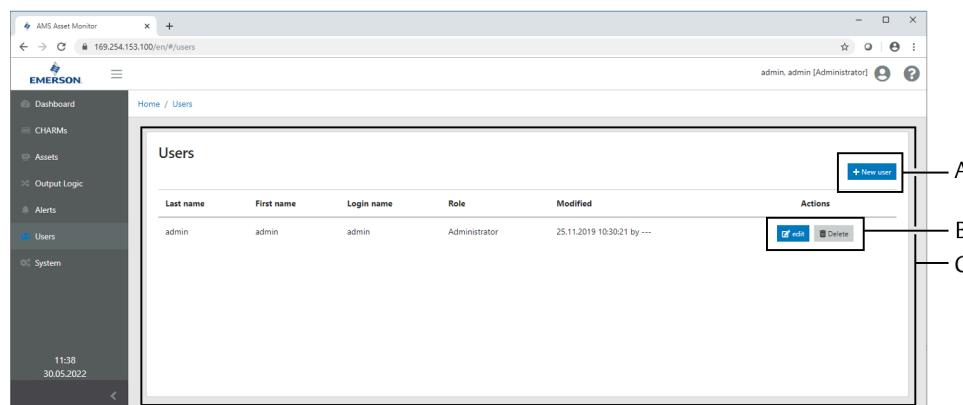 AMS Asset Monitor
169.254.153.100/en/#/users
EMERSON
admin, admin [Administrator]
Dashboard
Home / Users
CHARMs
Assets
Users
+ New user
A
Output Logic
Last name First name Login name Role Modified Actions
Alerts
admin admin admin Administrator 25.11.2019 10:30:21 by --- edit Delete
B
Users
System
C
11:38
30.05.2022